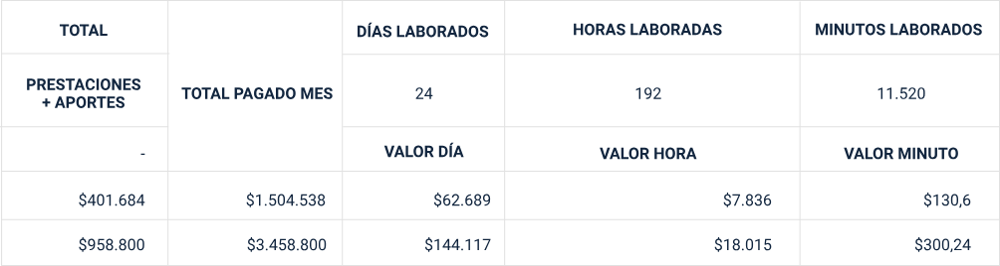 TOTAL
DÍAS LABORADOS
HORAS LABORADAS
MINUTOS LABORADOS
PRESTACIONES
+ APORTES
TOTAL PAGADO MES
24
192
11.520
-
VALOR DÍA
VALOR HORA
VALOR MINUTO
$401.684
$1.504.538
$62.689
$7.836
$130,6
$958.800
$3.458.800
$144.117
$18.015
$300,24